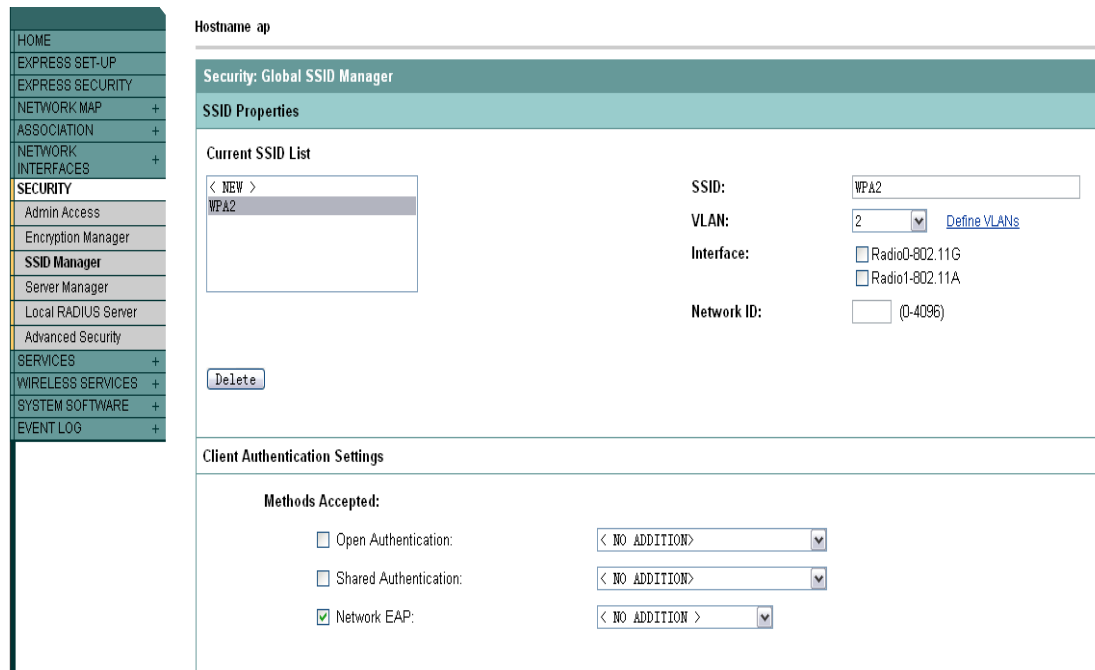 HOME
EXPRESS SET-UP
EXPRESS SECURITY
NETWORK MAP +
ASSOCIATION +
NETWORK
INTERFACES +
SECURITY
Admin Access
Encryption Manager
SSID Manager
Server Manager
Local RADIUS Server
Advanced Security
SERVICES +
WIRELESS SERVICES +
SYSTEM SOFTWARE +
EVENT LOG +
Hostname ap
Security: Global SSID Manager
SSID Properties
Current SSID List
< NEW >
WPA2
Delete
SSID: WPA2
VLAN: 2 Define VLANs
Interface: Radio0-802.11G
Radio1-802.11A
Network ID: (0-4096)
Client Authentication Settings
Methods Accepted:
Open Authentication: < NO ADDITION>
Shared Authentication: < NO ADDITION>
Network EAP: < NO ADDITION >